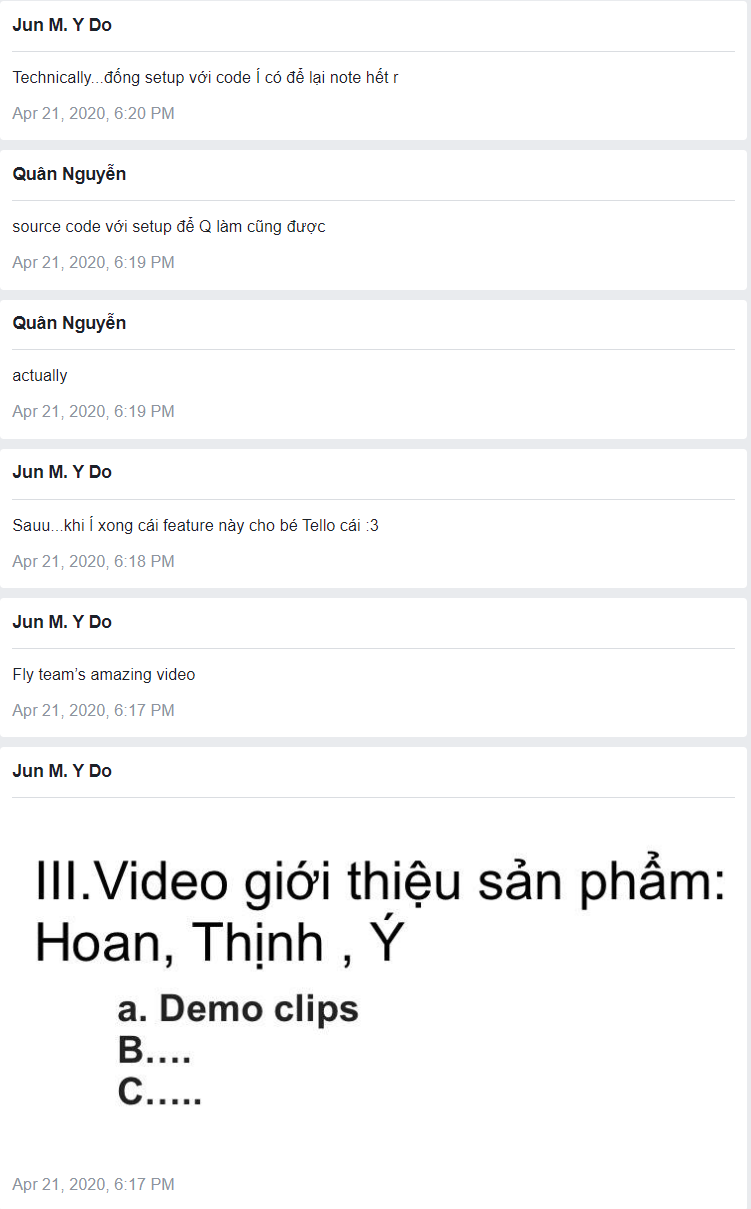 Jun M. Y Do
Technically...đống setup với code Í có để lại note hết r
Apr 21, 2020, 6:20 PM
Quân Nguyễn
source code với setup để Q làm cũng được
Apr 21, 2020, 6:19 PM
Quân Nguyễn
actually
Apr 21, 2020, 6:19 PM
Jun M. Y Do
Sauu...khi Í xong cái feature này cho bé Tello cái :3
Apr 21, 2020, 6:18 PM
Jun M. Y Do
Fly team’s amazing video
Apr 21, 2020, 6:17 PM
Jun M. Y Do
III.Video giới thiệu sản phẩm:
Hoan, Thịnh , Ý
a. Demo clips
B....
C.....
Apr 21, 2020, 6:17 PM